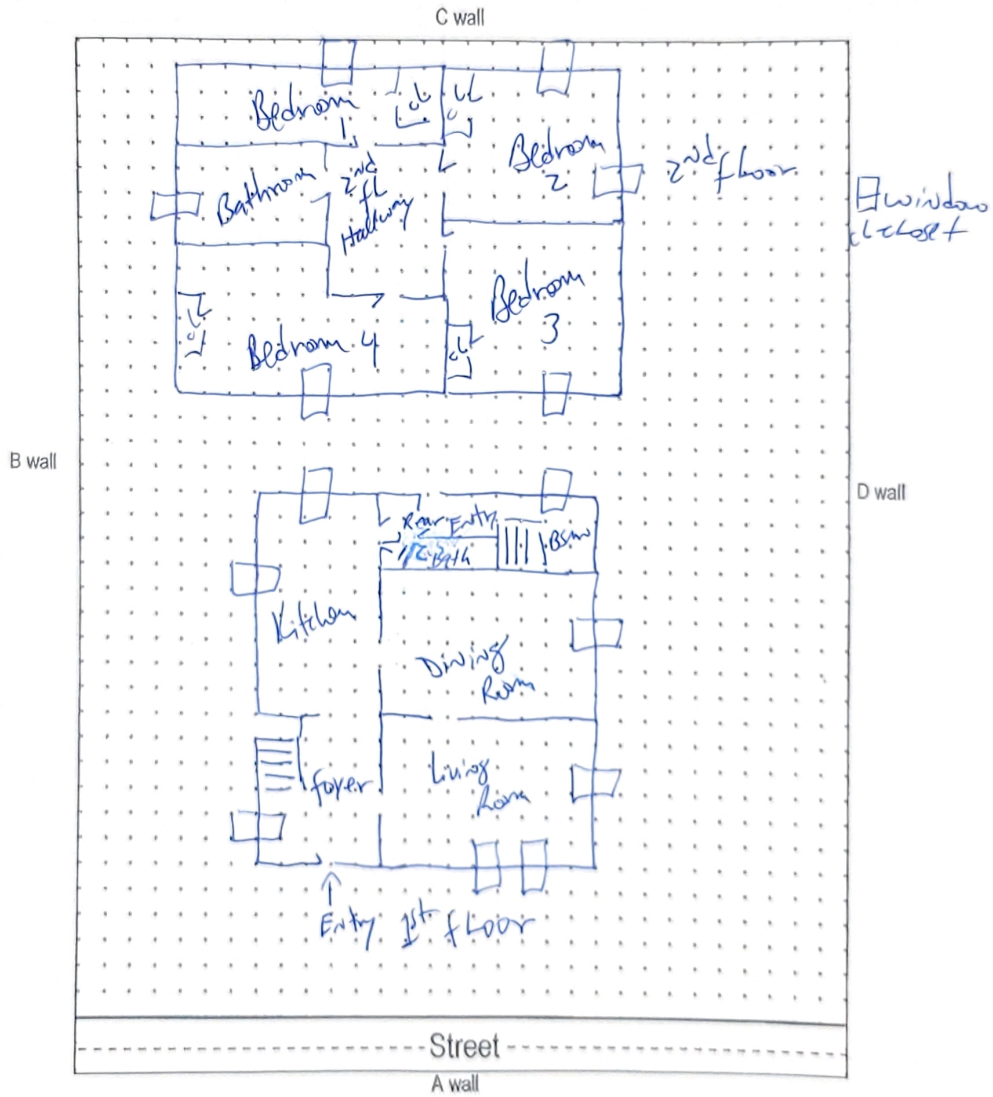 C wall
Bedroom
1
CL
CL
Bedroom
2
2nd floor
Bathroom
2nd
fl
Hallway
window
CL closet
Bedroom
3
CL
CL
Bedroom 4
B wall
D wall
Rear Entry
1/2 Bath
Bsmt
Kitchen
Dining
Room
Living
Room
foyer
Entry 1st floor
Street
A wall